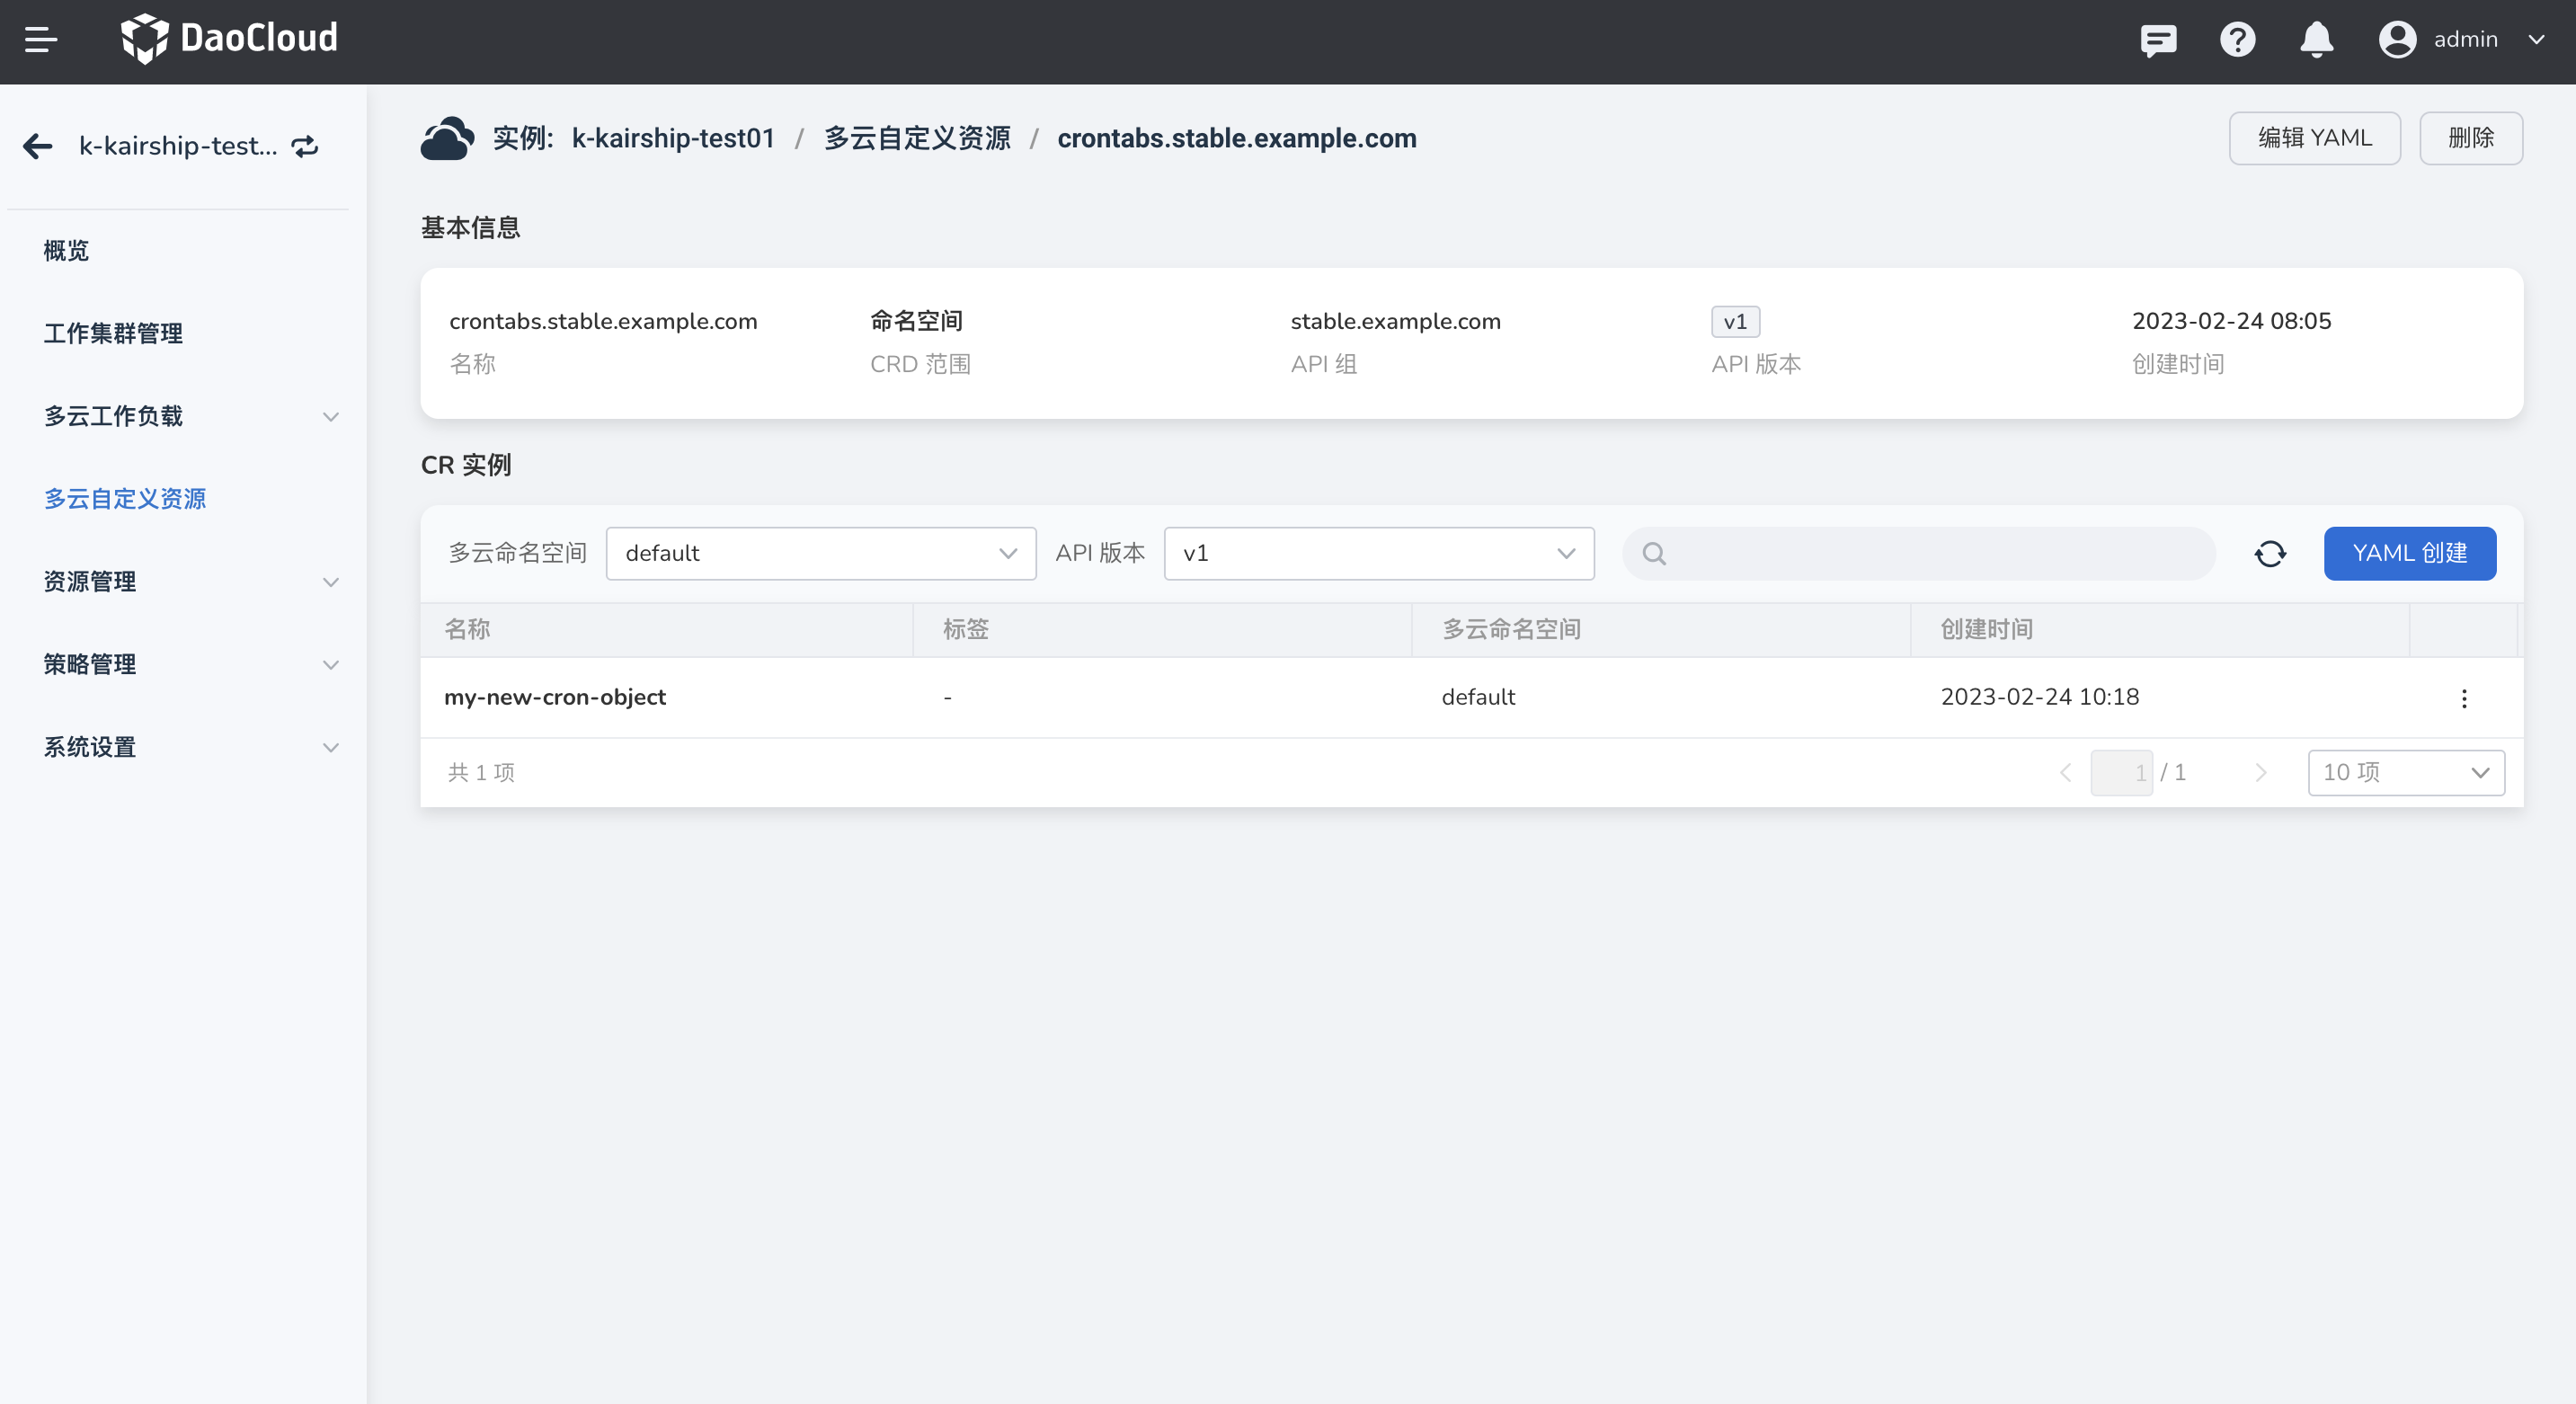 DaoCloud
admin
k-kairship-test...
实例: k-kairship-test01 / 多云自定义资源 / crontabs.stable.example.com
编辑 YAML
删除
概览
工作集群管理
多云工作负载
多云自定义资源
资源管理
策略管理
系统设置
基本信息
crontabs.stable.example.com
名称
命名空间
CRD 范围
stable.example.com
API 组
v1
API 版本
2023-02-24 08:05
创建时间
CR 实例
多云命名空间 default API 版本 v1 YAML 创建
名称 标签 多云命名空间 创建时间
my-new-cron-object - default 2023-02-24 10:18
共 1 项 1 / 1 10 项